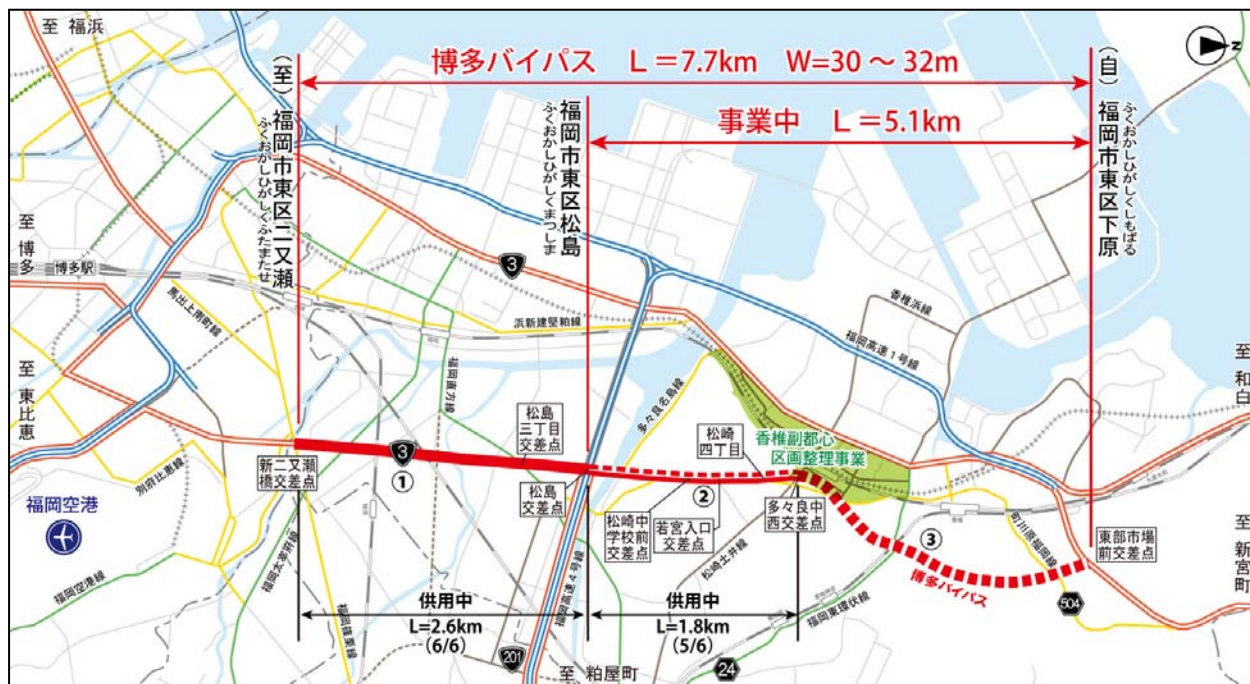 至 福浜
博多バイパス L=7.7km W=30～32m
N
(至)福岡市東区二又瀬
ふくおかしひがしくふたまたせ
福岡市東区松島
ふくおかしひがしくまつしま
事業中 L=5.1km
(自)福岡市東区下原
ふくおかしひがしくしもばる
3
至 博多
博多駅
馬出上南町線
浜新建堅粕線
香椎浜線
福岡高速1号線
至 和白
至 東比恵
福岡直方線
多々良名島線
香椎副都心
区画整理事業
松島
三丁目
交差点
松崎
四丁目
3
①
新二又瀬
橋交差点
別府比恵線
松島
交差点
②
松崎中
学校前
交差点
若宮入口
交差点
多々良中
西交差点
③
町川原福岡線
東部市場
前交差点
至 新宮町
福岡空港
博多バイパス
松崎土井線
福岡太宰府線
福岡空港線
供用中
L=2.6km
(6/6)
福岡高速4号線
供用中
L=1.8km
(5/6)
福岡東環状線
504
福岡篠栗線
201
至 粕屋町
24